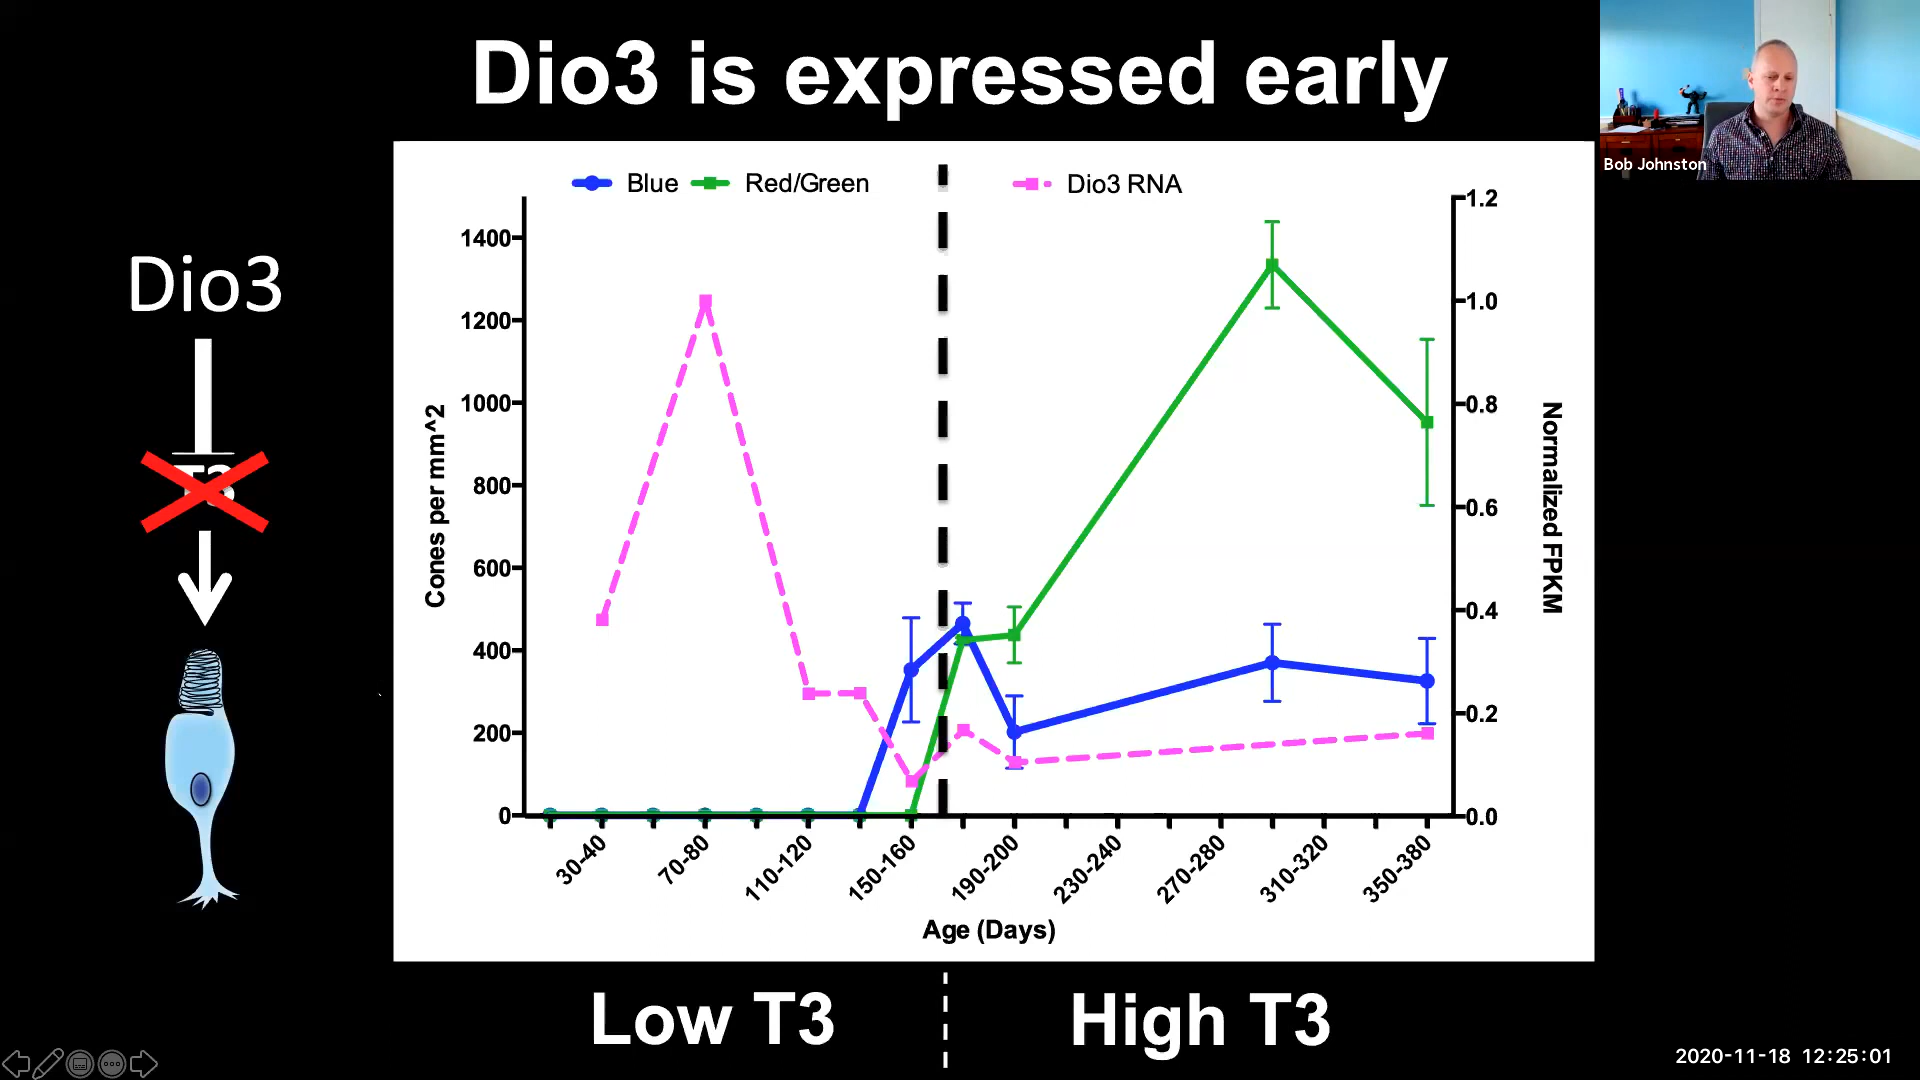 Dio3 is expressed early
Bob Johnston
Blue
Red/Green
Dio3 RNA
Dio3
T3
Cones per mm^2
1400
1200
1000
800
600
400
200
0
1.2
1.0
0.8
0.6
0.4
0.2
0.0
Normalized FPKM
30-40
70-80
110-120
150-160
190-200
230-240
270-280
310-320
350-380
Age (Days)
Low T3
High T3
2020-11-18 12:25:01